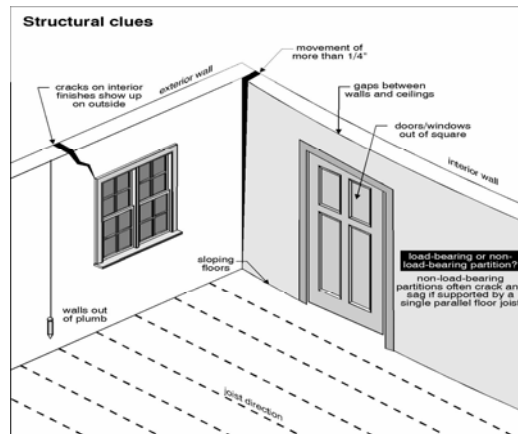 Structural clues
movement of
more than 1/4"
exterior wall
cracks on interior
finishes show up
on outside
gaps between
walls and ceilings
doors/windows
out of square
interior wall
load-bearing or non-
load-bearing partition?
non-load-bearing
partitions often crack and
sag if supported by a
single parallel floor joist
sloping
floors
walls out
of plumb
joist direction